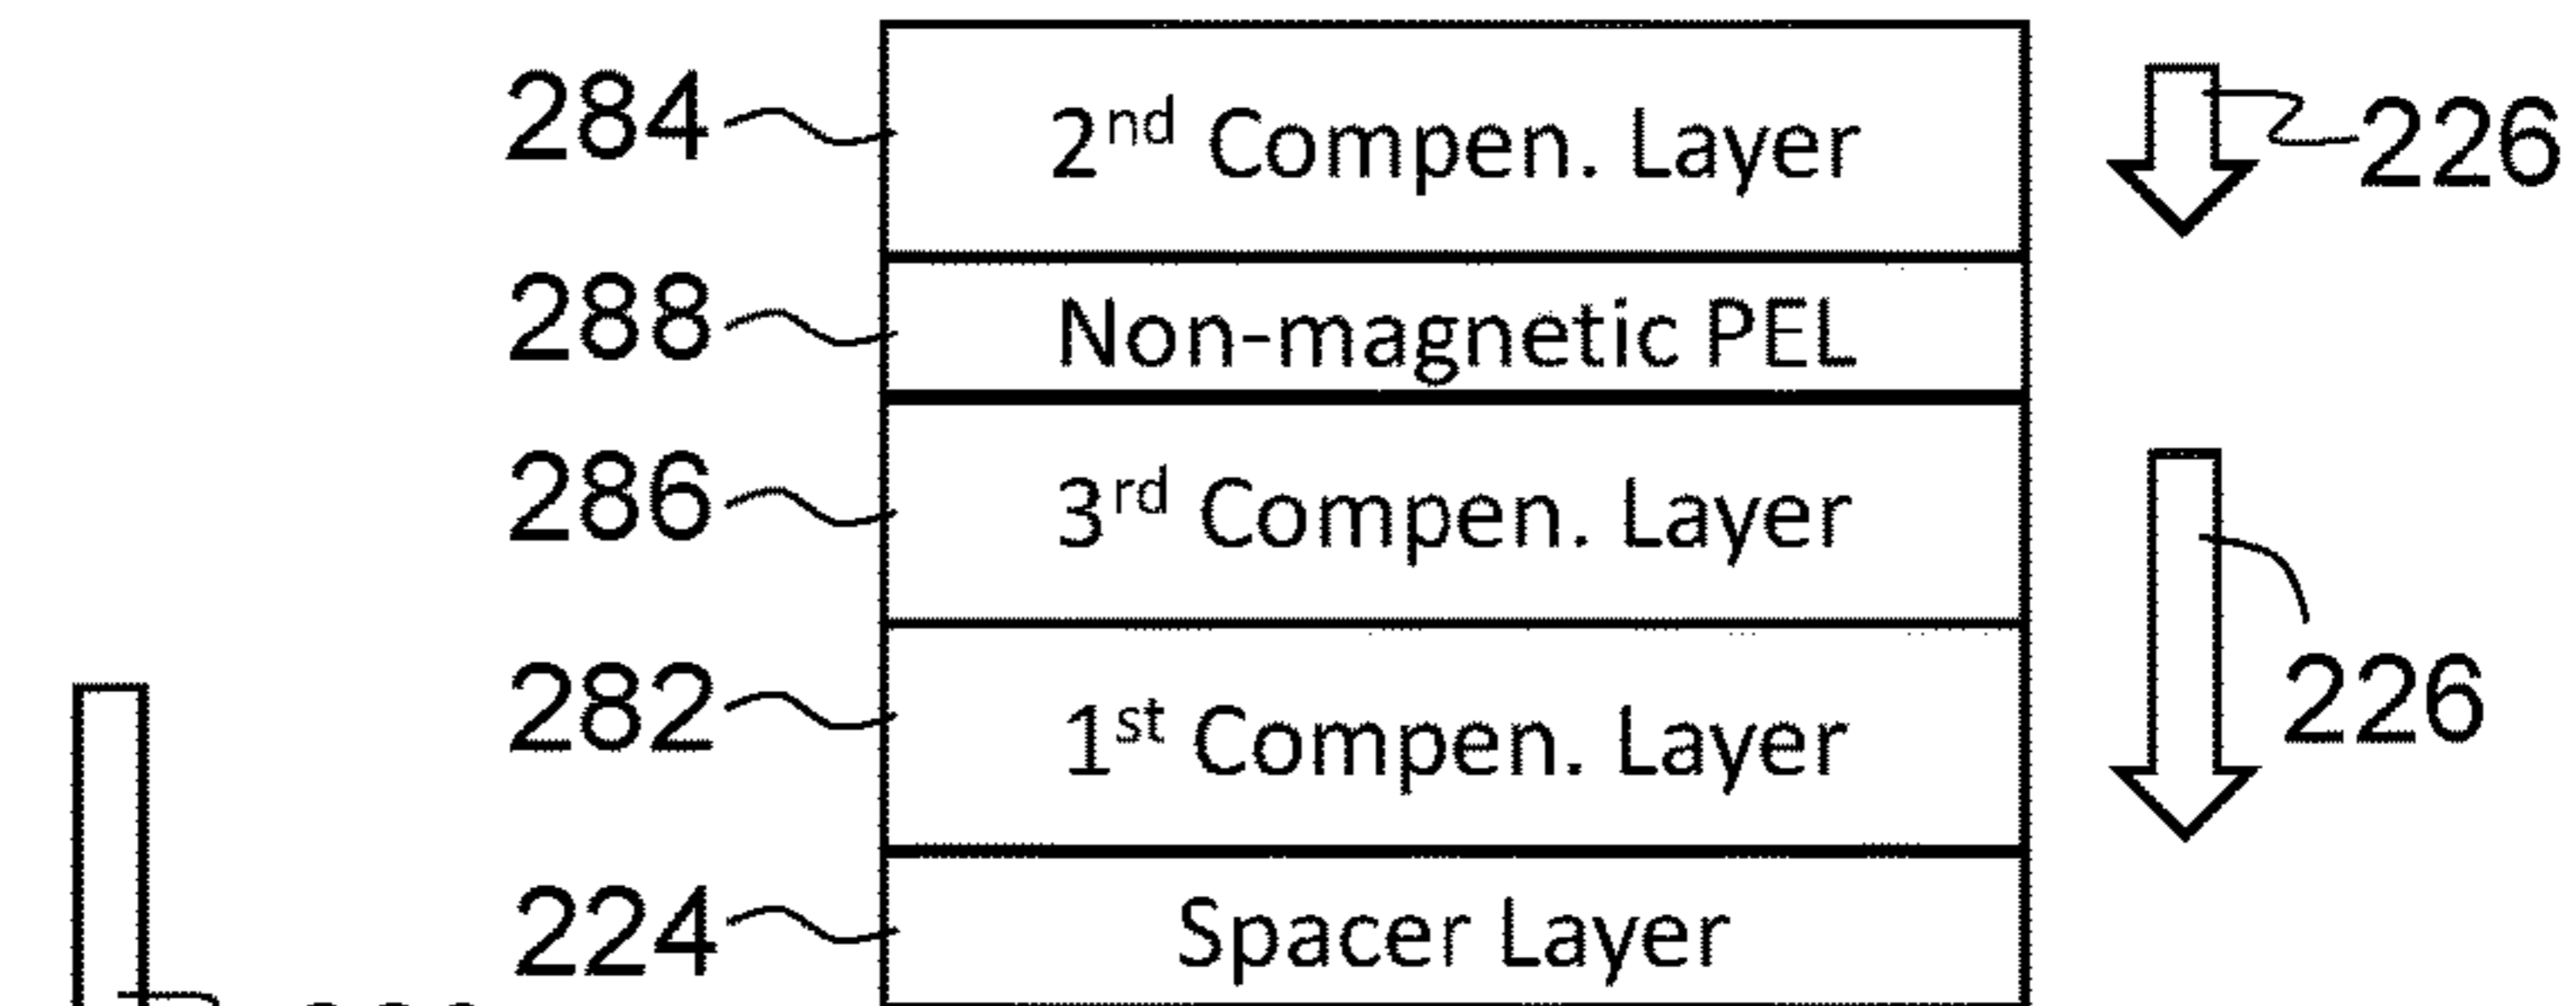 284 2nd Compen. Layer 226
288 Non-magnetic PEL
286 3rd Compen. Layer
282 1st Compen. Layer 226
224 Spacer Layer